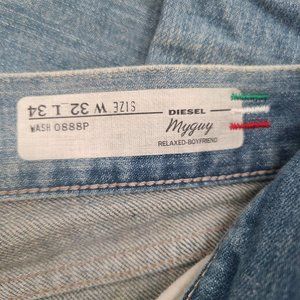 SIZE W 32 L 34
WASH 0888P
DIESEL
Myguy
RELAXED-BOYFRIEND